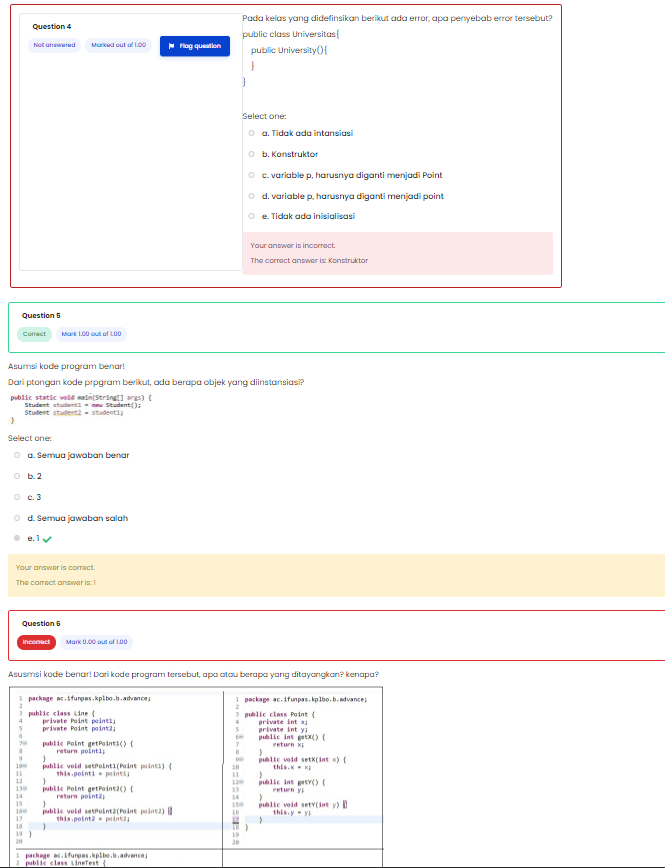 Question 4
Not answered
Marked out of 1.00
Flag question
Pada kelas yang didefinsikan berikut ada error, apa penyebab error tersebut?
public class Universitas{
public University(){
}
}
Select one:
a. Tidak ada intansiasi
b. Konstruktor
c. variable p, harusnya diganti menjadi Point
d. variable p, harusnya diganti menjadi point
e. Tidak ada inisialisasi
Your answer is incorrect.
The correct answer is: Konstruktor
Question 5
Correct
Mark 1.00 out of 1.00
Asumsi kode program benar!
Dari ptongan kode prpgram berikut, ada berapa objek yang diinstansiasi?
public static void main(String[] args) {
Student student1 = new Student();
Student student2 = student1;
}
Select one:
a. Semua jawaban benar
b. 2
c. 3
d. Semua jawaban salah
e. 1
Your answer is correct.
The correct answer is: 1
Question 6
Incorrect
Mark 0.00 out of 1.00
Asusmsi kode benar! Dari kode program tersebut, apa atau berapa yang ditayangkan? kenapa?
1 package ac.ifunpas.kplbo.b.advance;
2
3 public class Line {
4 private Point point1;
5 private Point point2;
6
7 public Point getPoint1() {
8 return point1;
9 }
10 public void setPoint1(Point point1) {
11 this.point1 = point1;
12 }
13 public Point getPoint2() {
14 return point2;
15 }
16 public void setPoint2(Point point2) {
17 this.point2 = point2;
18 }
19 }
20
1 package ac.ifunpas.kplbo.b.advance;
2
3 public class Point {
4 private int x;
5 private int y;
6 public int getX() {
7 return x;
8 }
9 public void setX(int x) {
10 this.x = x;
11 }
12 public int getY() {
13 return y;
14 }
15 public void setY(int y) {
16 this.y = y;
17 }
18 }
19
20
1 package ac.ifunpas.kplbo.b.advance;
2 public class LineTest {